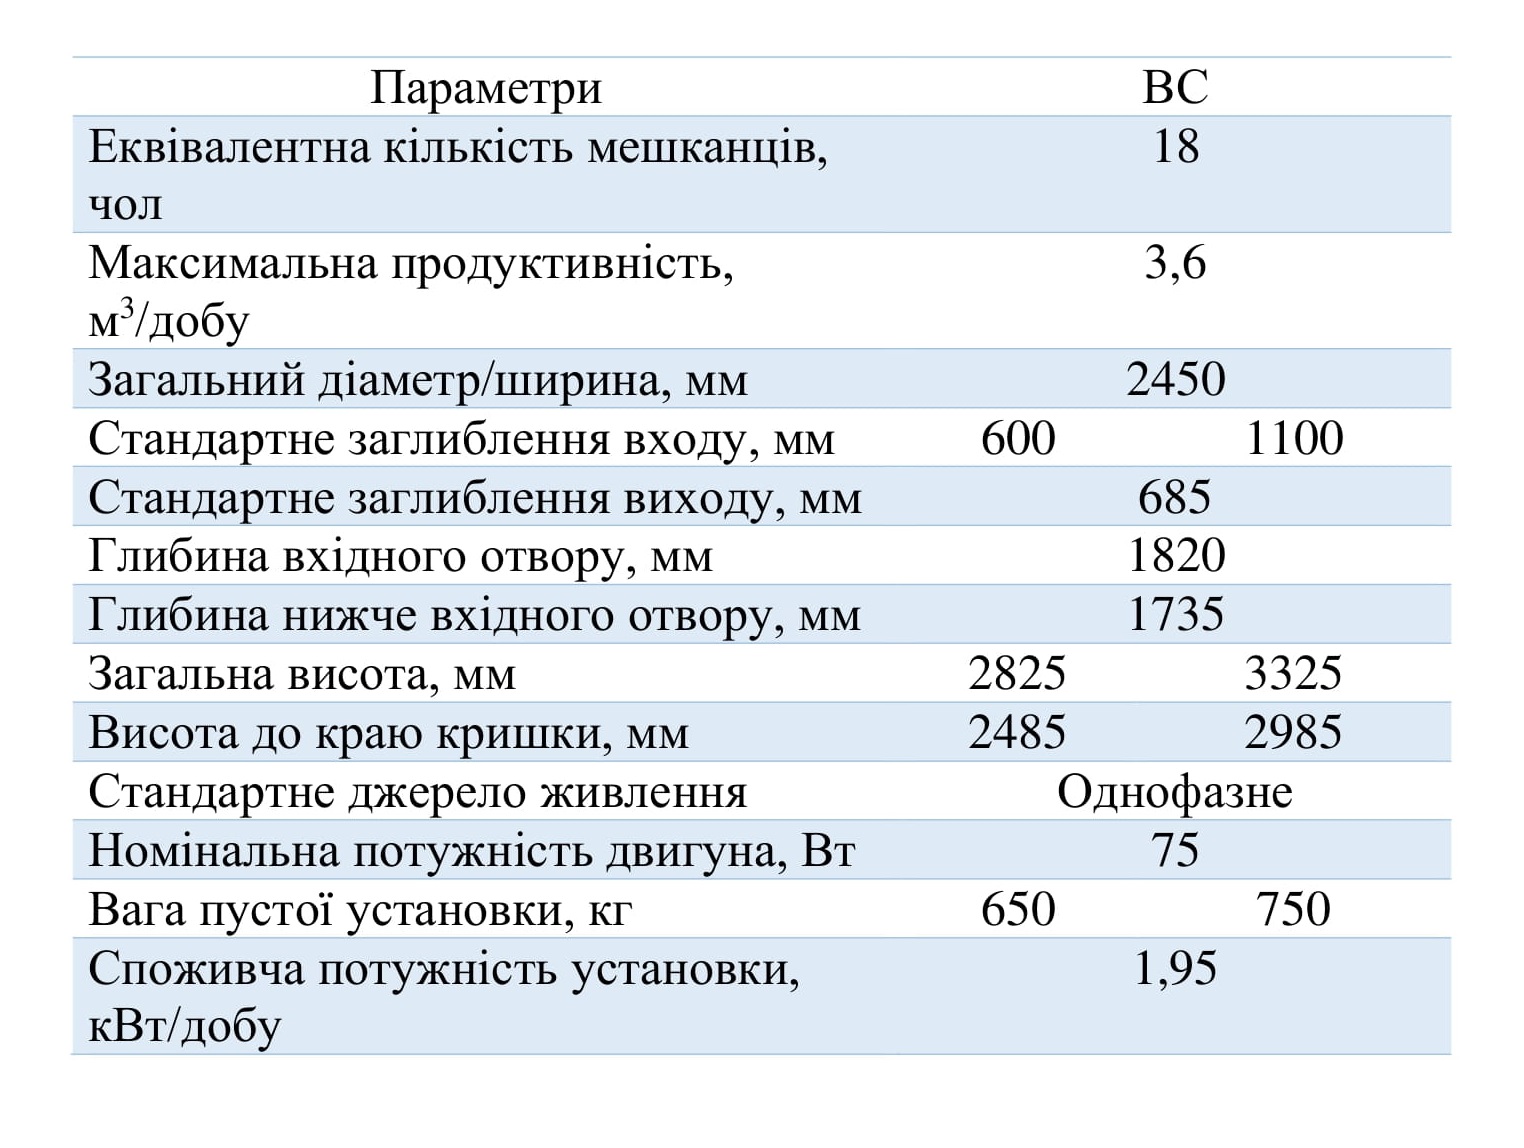 Параметри ВС
Еквівалентна кількість мешканців, 18
чол
Максимальна продуктивність, 3,6
м³/добу
Загальний діаметр/ширина, мм 2450
Стандартне заглиблення входу, мм 600 1100
Стандартне заглиблення виходу, мм 685
Глибина вхідного отвору, мм 1820
Глибина нижче вхідного отвору, мм 1735
Загальна висота, мм 2825 3325
Висота до краю кришки, мм 2485 2985
Стандартне джерело живлення Однофазне
Номінальна потужність двигуна, Вт 75
Вага пустої установки, кг 650 750
Споживча потужність установки, 1,95
кВт/добу